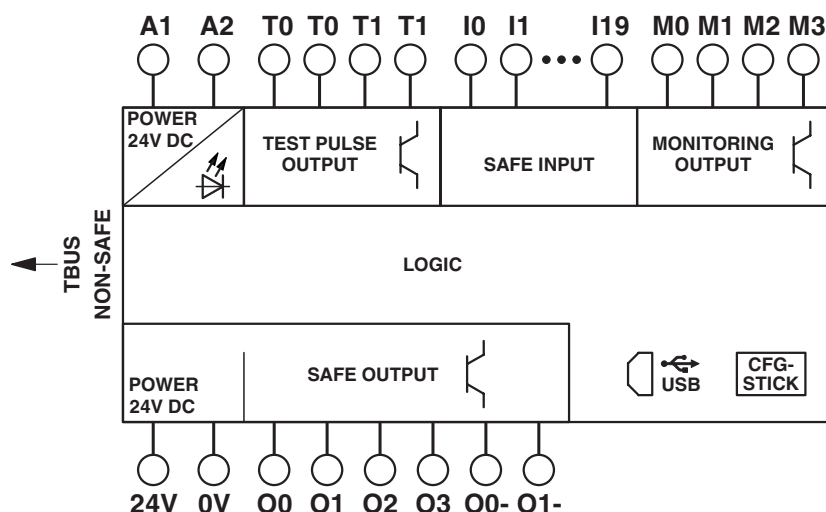 A1 A2 T0 T0 T1 T1 I0 I1 ••• I19 M0 M1 M2 M3
POWER
24V DC
TEST PULSE
OUTPUT
SAFE INPUT
MONITORING
OUTPUT
TBUS
NON-SAFE
LOGIC
POWER
24V DC
SAFE OUTPUT
USB
CFG-
STICK
24V 0V O0 O1 O2 O3 O0- O1-